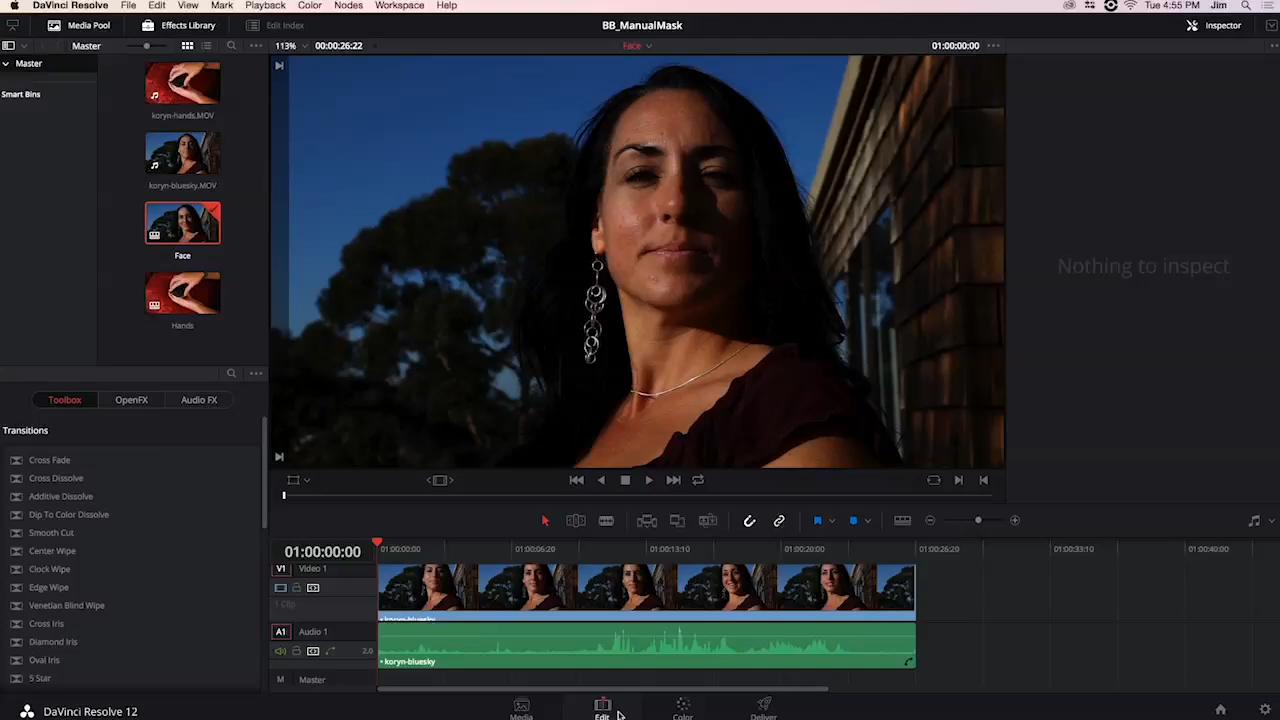 DaVinci Resolve File Edit View Mark Playback Clip Timeline Color Nodes Workspace Help Tue 4:55 PM Jim
Media Pool Effects Library Edit Index BB_ManualMask Inspector
Master 113% 00:00:26:22 Face 01:00:00:00
Master
Smart Bins
koryn-hands.MOV
koryn-bluesky.MOV
Face
Hands
Nothing to inspect
Toolbox OpenFX Audio FX
Transitions
Cross Fade
Cross Dissolve
Additive Dissolve
Dip To Color Dissolve
Smooth Cut
Center Wipe
Clock Wipe
Edge Wipe
Venetian Blind Wipe
Cross Iris
Diamond Iris
Oval Iris
5 Star
01:00:00:00 01:00:00:00 01:00:06:20 01:00:13:10 01:00:20:00 01:00:26:20 01:00:33:10 01:00:40:00
V1 Video 1
1 Clip
koryn-bluesky
A1 Audio 1
2.0
koryn-bluesky
M Master
DaVinci Resolve 12 Media Edit Color Deliver